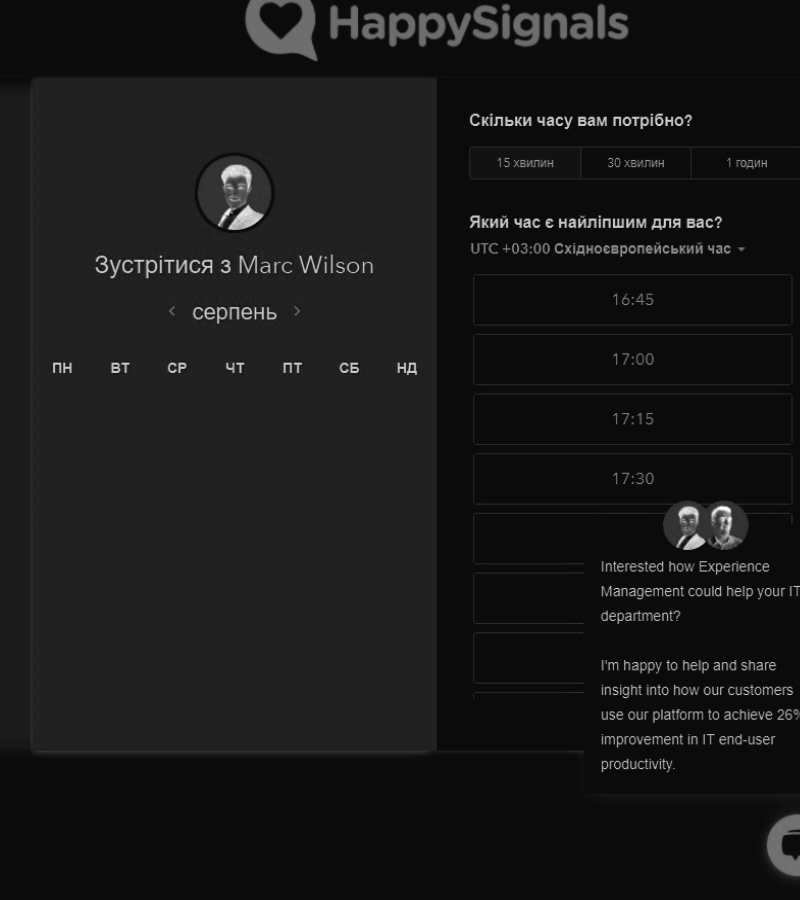 HappySignals
Зустрітися з Marc Wilson
серпень
ПН ВТ СР ЧТ ПТ СБ НД
Скільки часу вам потрібно?
15 хвилин 30 хвилин 1 годин
Який час є найліпшим для вас?
UTC +03:00 Східноєвропейський час
16:45
17:00
17:15
17:30
Interested how Experience
Management could help your IT
department?
I'm happy to help and share
insight into how our customers
use our platform to achieve 26%
improvement in IT end-user
productivity.